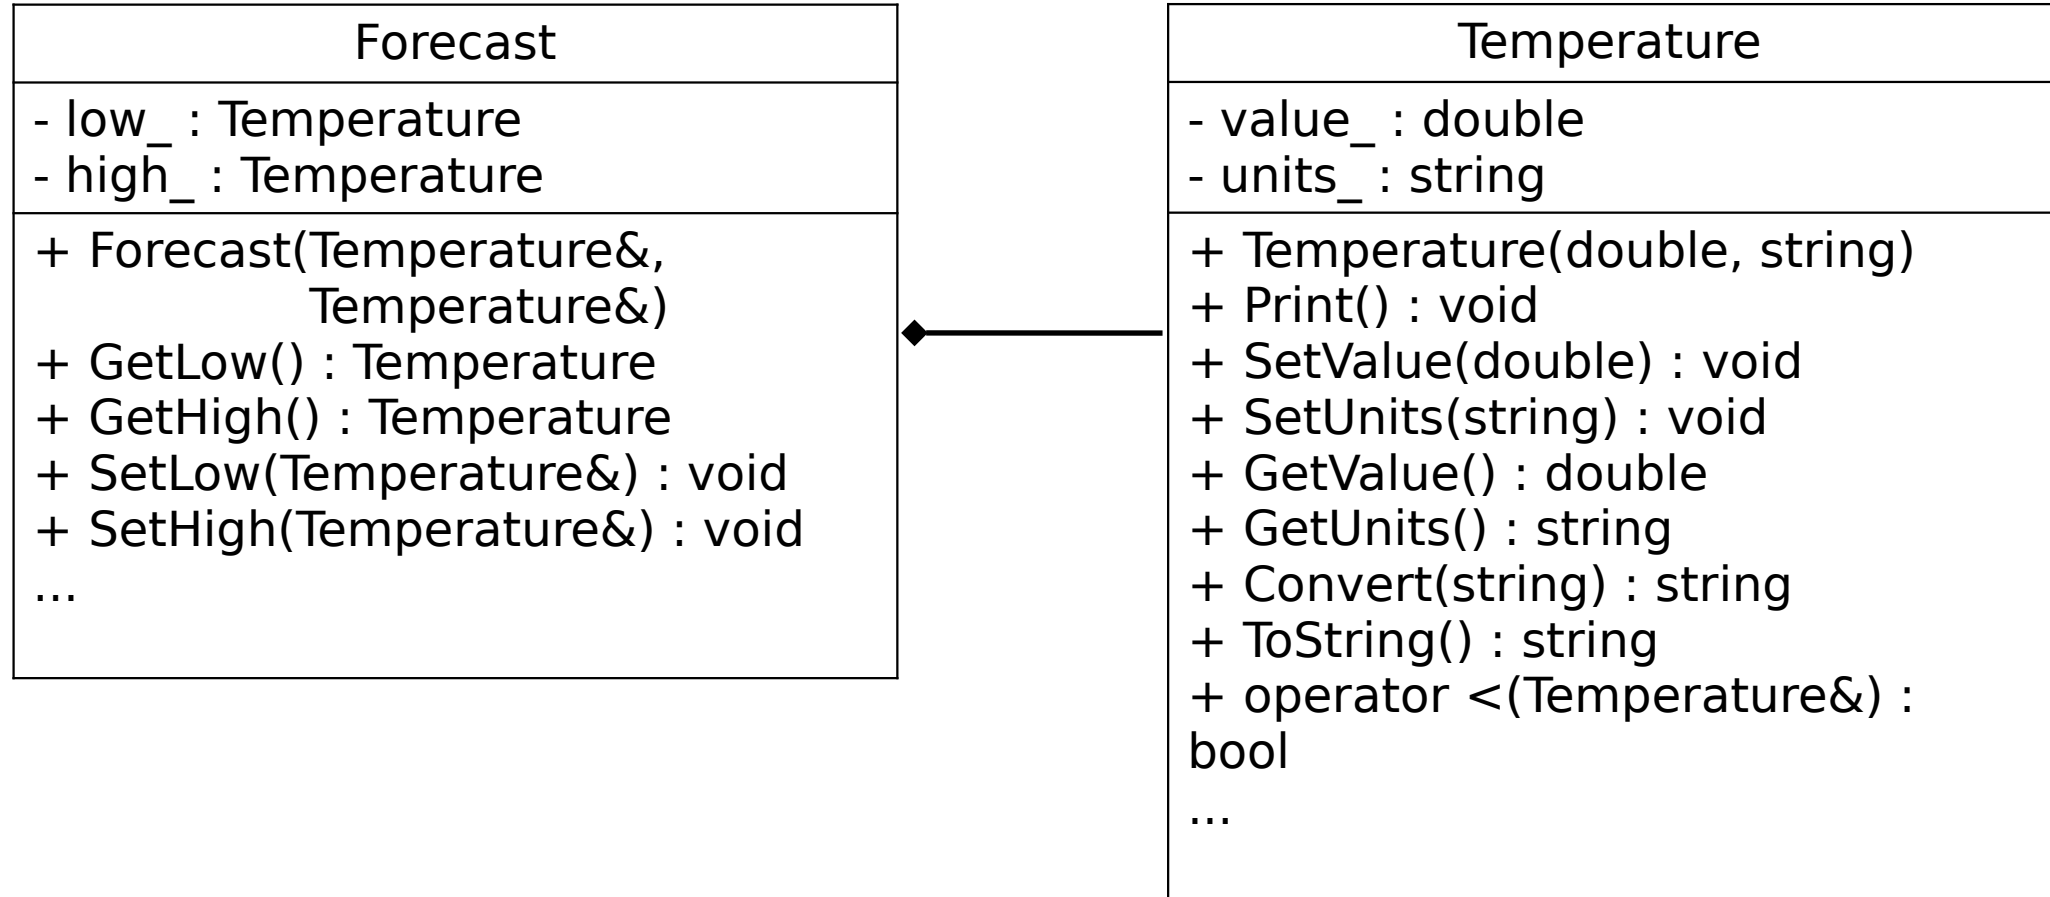 Forecast
- low_ : Temperature
- high_ : Temperature
+ Forecast(Temperature&,
Temperature&)
+ GetLow() : Temperature
+ GetHigh() : Temperature
+ SetLow(Temperature&) : void
+ SetHigh(Temperature&) : void
...
Temperature
- value_ : double
- units_ : string
+ Temperature(double, string)
+ Print() : void
+ SetValue(double) : void
+ SetUnits(string) : void
+ GetValue() : double
+ GetUnits() : string
+ Convert(string) : string
+ ToString() : string
+ operator <(Temperature&) :
bool
...